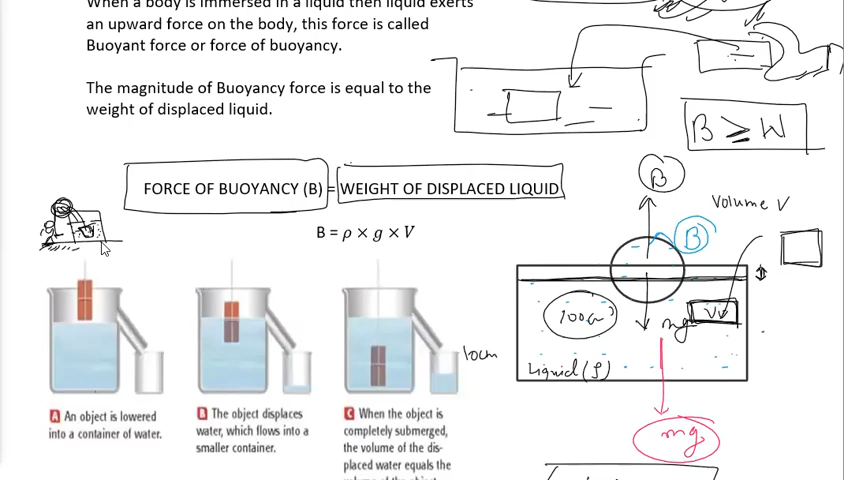 When a body is immersed in a liquid then liquid exerts
an upward force on the body, this force is called
Buoyant force or force of buoyancy.
The magnitude of Buoyancy force is equal to the
weight of displaced liquid.
B ≥ W
B
Volume V
FORCE OF BUOYANCY (B) = WEIGHT OF DISPLACED LIQUID
B = ρ × g × V
B
mg
10cm
Liquid (ρ)
mg
A An object is lowered
into a container of water.
B The object displaces
water, which flows into a
smaller container.
C When the object is
completely submerged,
the volume of the dis-
placed water equals the
volume of the object